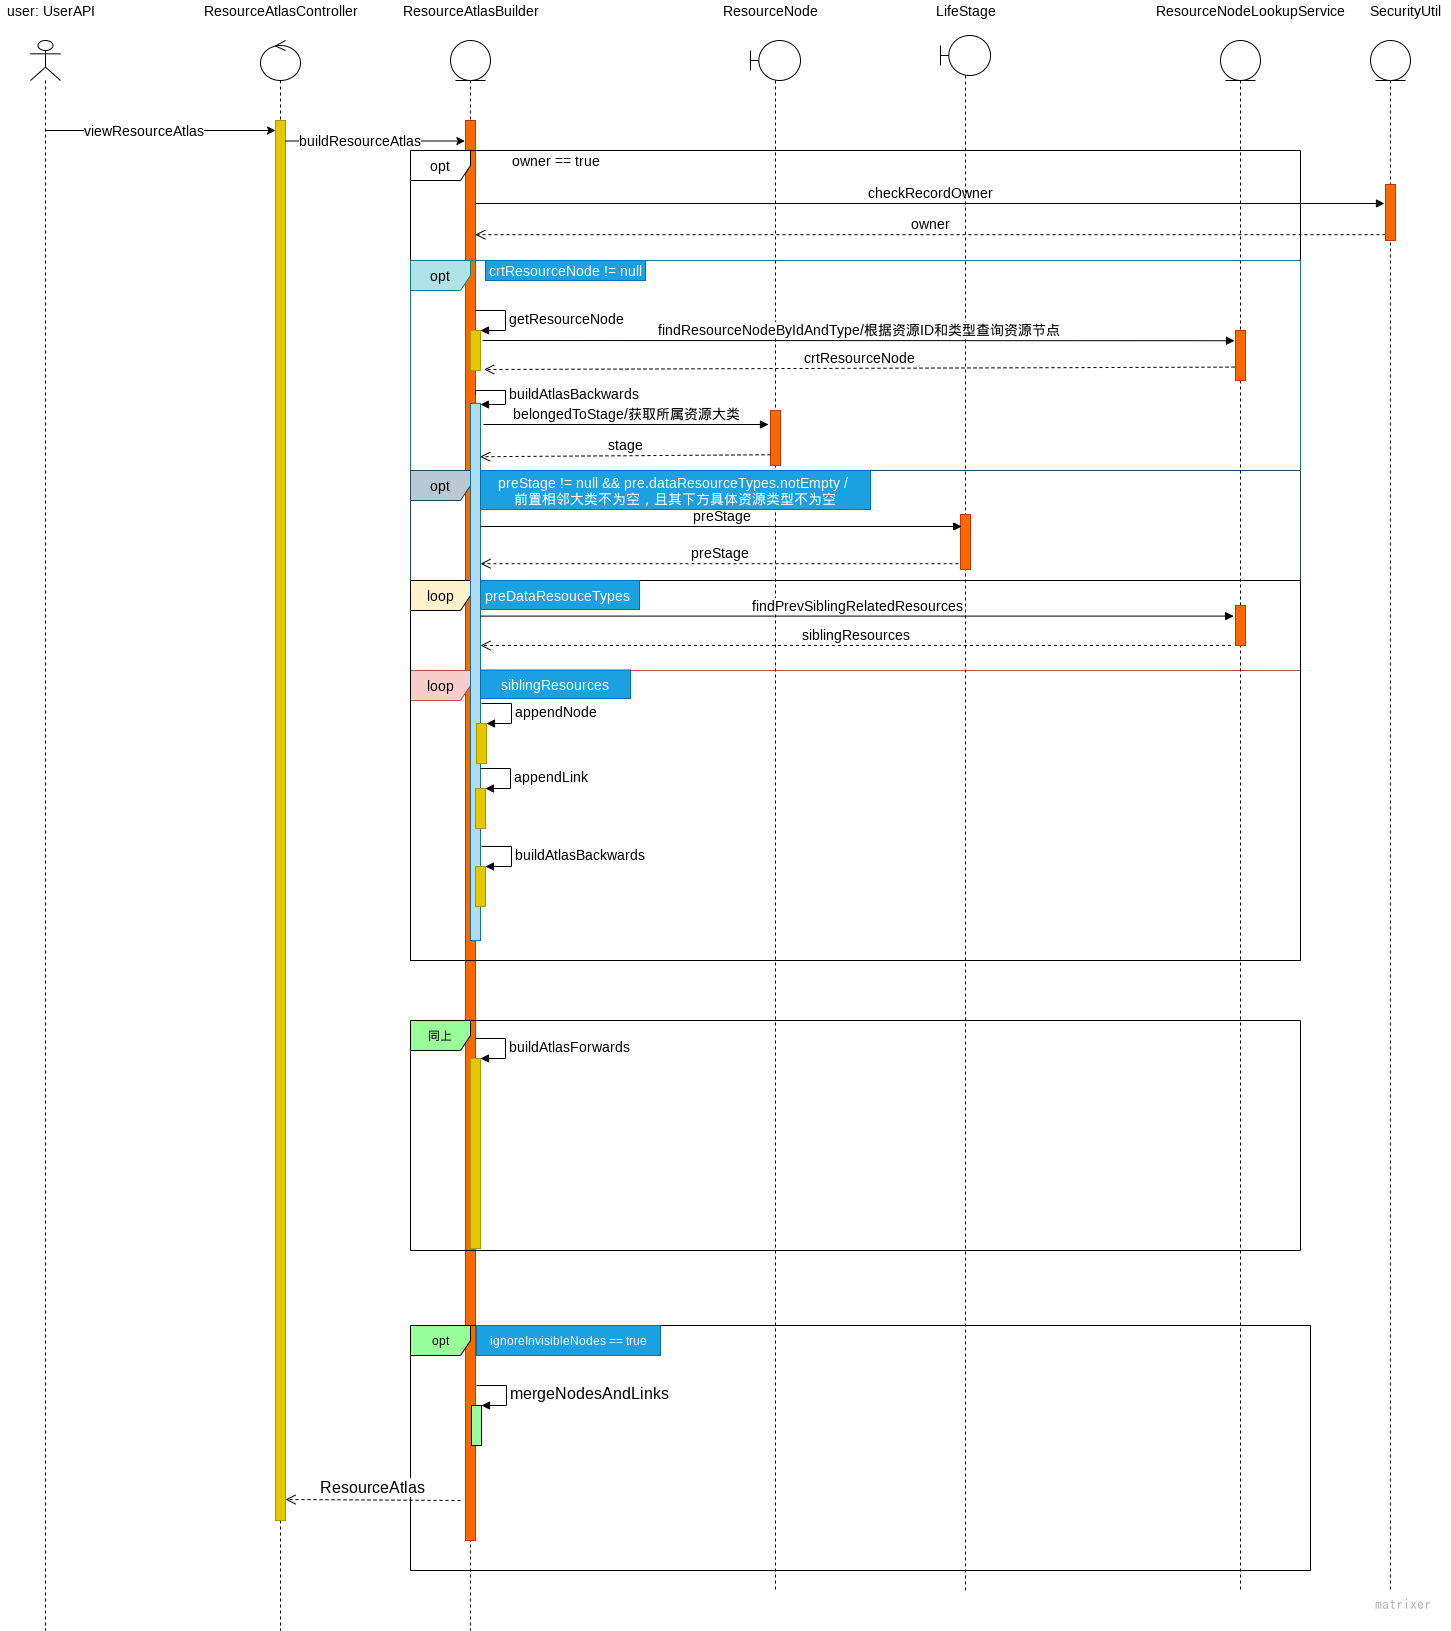 user: UserAPI
ResourceAtlasController
ResourceAtlasBuilder
ResourceNode
LifeStage
ResourceNodeLookupService
SecurityUtil
viewResourceAtlas
buildResourceAtlas
opt
owner == true
checkRecordOwner
owner
opt
crtResourceNode != null
getResourceNode
findResourceNodeByIdAndType/根据资源ID和类型查询资源节点
crtResourceNode
buildAtlasBackwards
belongedToStage/获取所属资源大类
stage
opt
preStage != null && pre.dataResourceTypes.notEmpty /
前置相邻大类不为空，且其下方具体资源类型不为空
preStage
preStage
loop
preDataResouceTypes
findPrevSiblingRelatedResources
siblingResources
loop
siblingResources
appendNode
appendLink
buildAtlasBackwards
同上
buildAtlasForwards
opt
ignoreInvisibleNodes == true
mergeNodesAndLinks
ResourceAtlas
matrixer